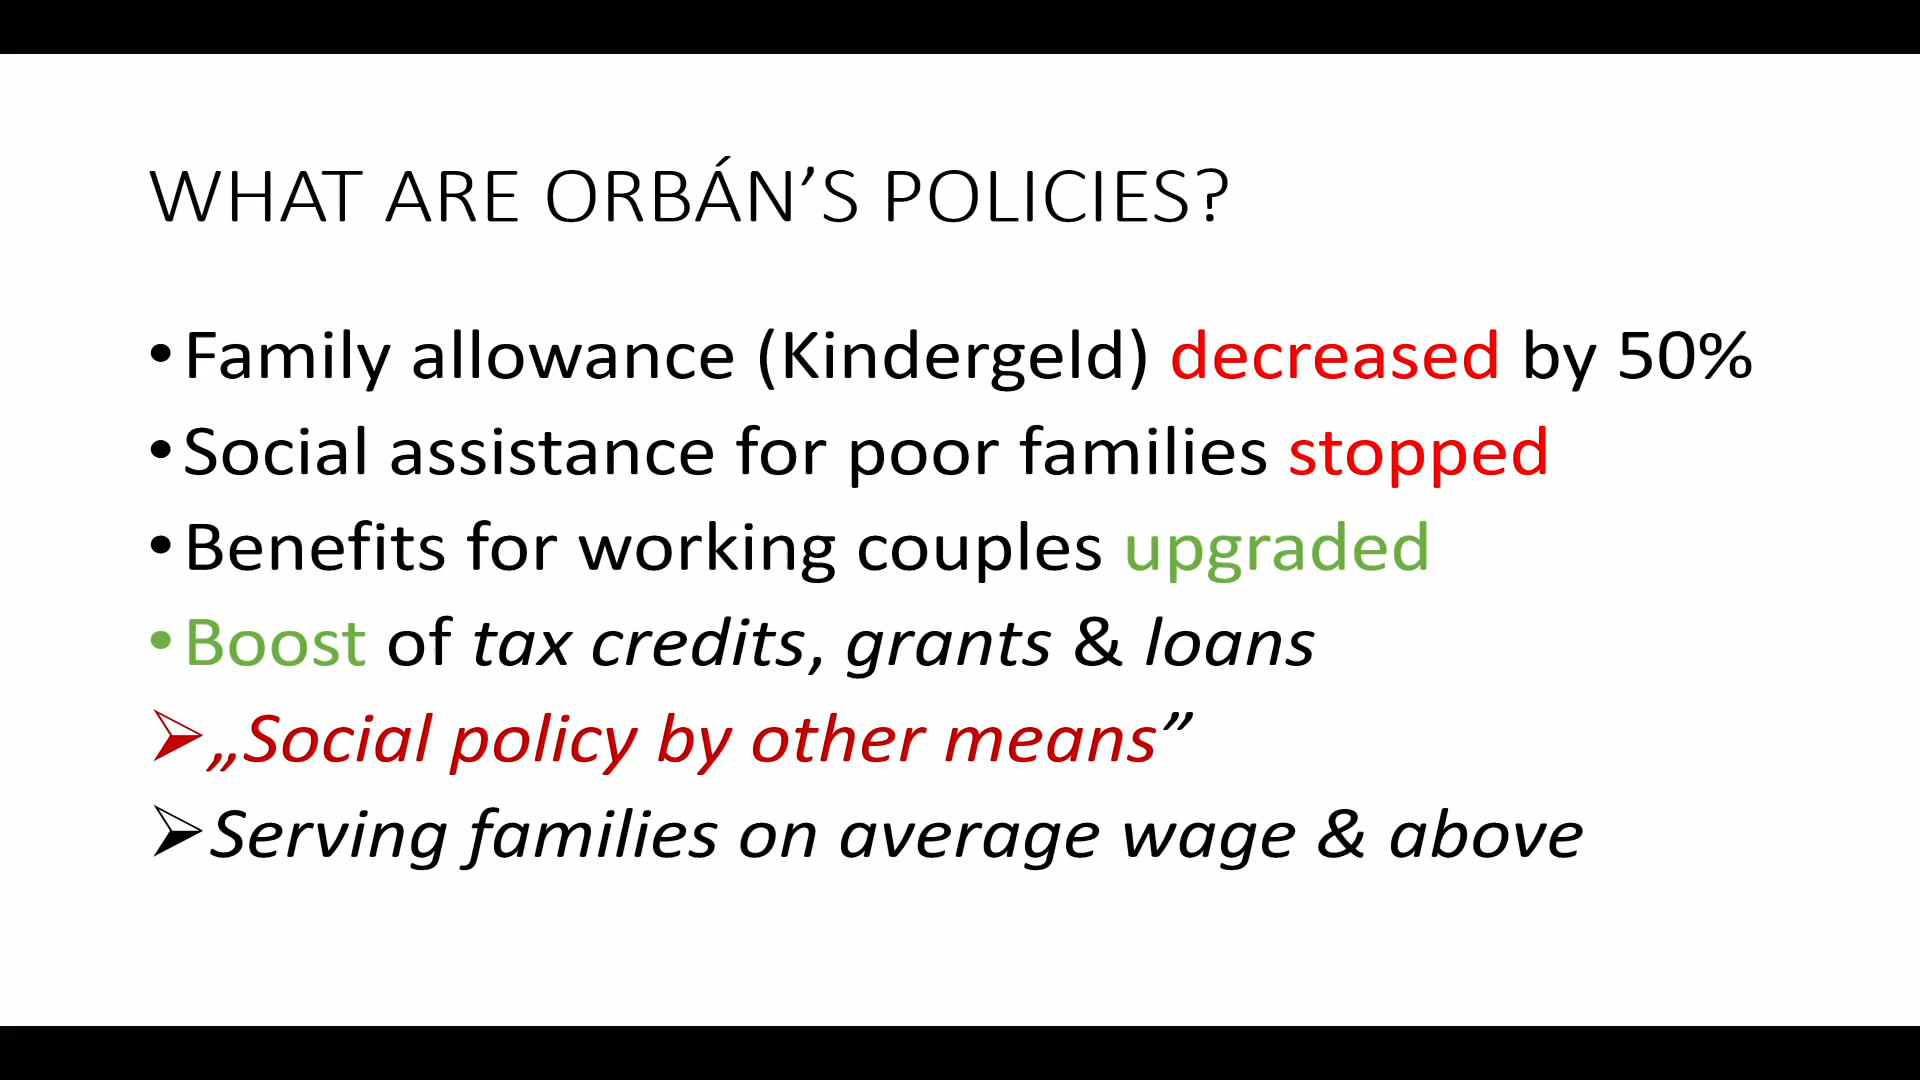 WHAT ARE ORBÁN’S POLICIES?
•Family allowance (Kindergeld) decreased by 50%
•Social assistance for poor families stopped
•Benefits for working couples upgraded
•Boost of tax credits, grants & loans
➢„Social policy by other means”
➢Serving families on average wage & above